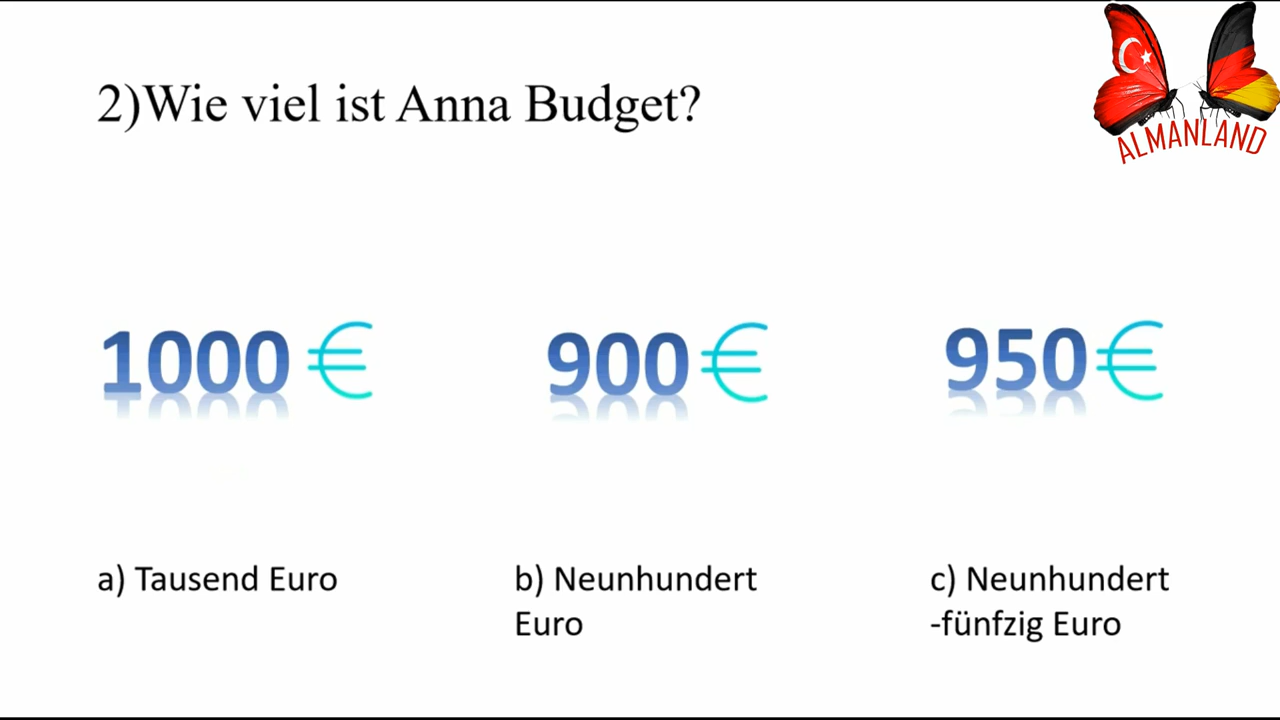 ALMANLAND
2)Wie viel ist Anna Budget?
1000 €
900 €
950 €
a) Tausend Euro
b) Neunhundert
Euro
c) Neunhundert
-fünfzig Euro